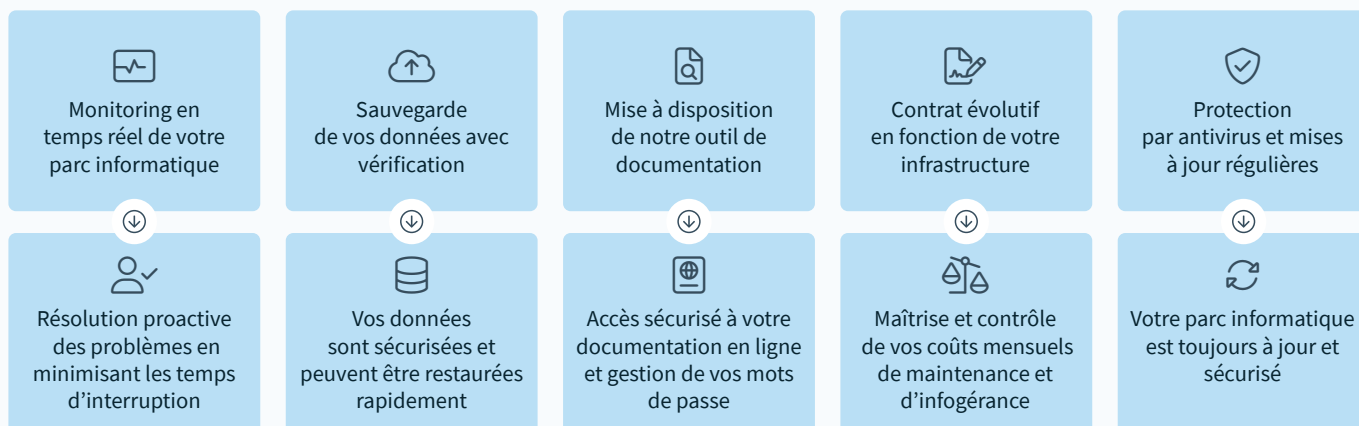 Monitoring en
temps réel de votre
parc informatique
Sauvegarde
de vos données avec
vérification
Mise à disposition
de notre outil de
documentation
Contrat évolutif
en fonction de votre
infrastructure
Protection
par antivirus et mises
à jour régulières
Résolution proactive
des problèmes en
minimisant les temps
d’interruption
Vos données
sont sécurisées et
peuvent être restaurées
rapidement
Accès sécurisé à votre
documentation en ligne
et gestion de vos mots
de passe
Maîtrise et contrôle
de vos coûts mensuels
de maintenance et
d’infogérance
Votre parc informatique
est toujours à jour et
sécurisé